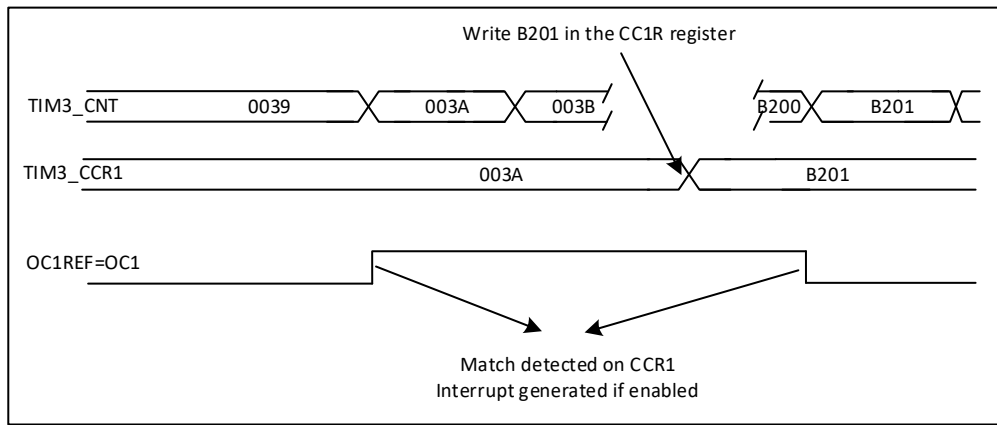 Write B201 in the CC1R register
TIM3_CNT 0039 003A 003B B200 B201
TIM3_CCR1 003A B201
OC1REF=OC1
Match detected on CCR1
Interrupt generated if enabled